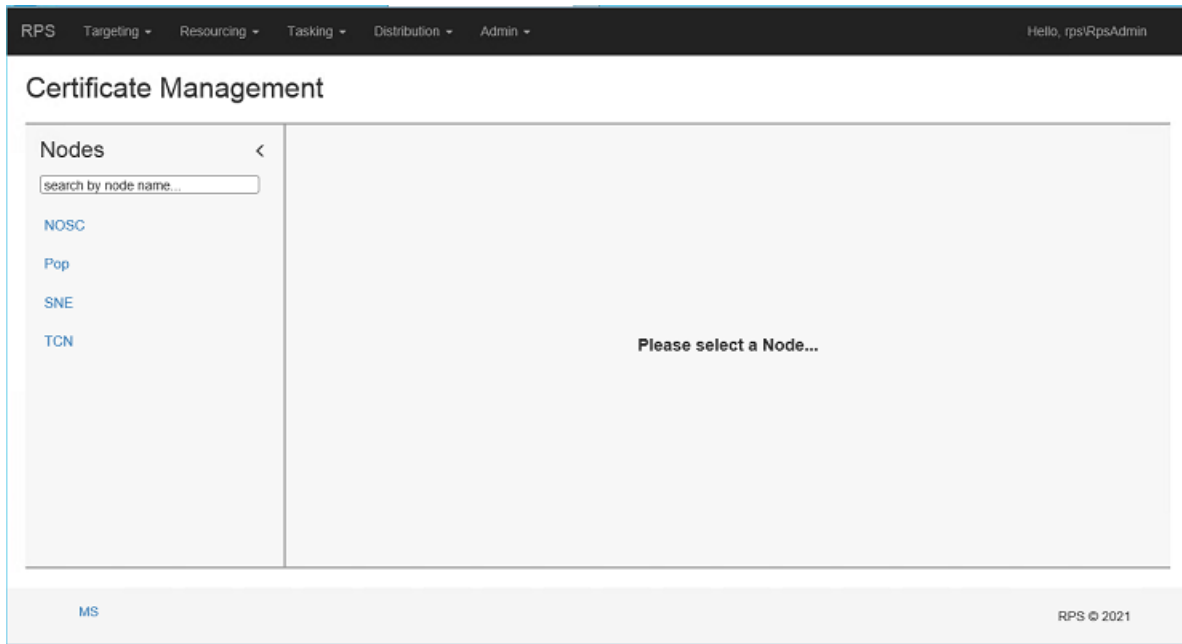 RPS Targeting Resourcing Tasking Distribution Admin Hello, rps\RpsAdmin
Certificate Management
Nodes
search by node name...
NOSC
Pop
SNE
TCN
Please select a Node...
MS RPS © 2021